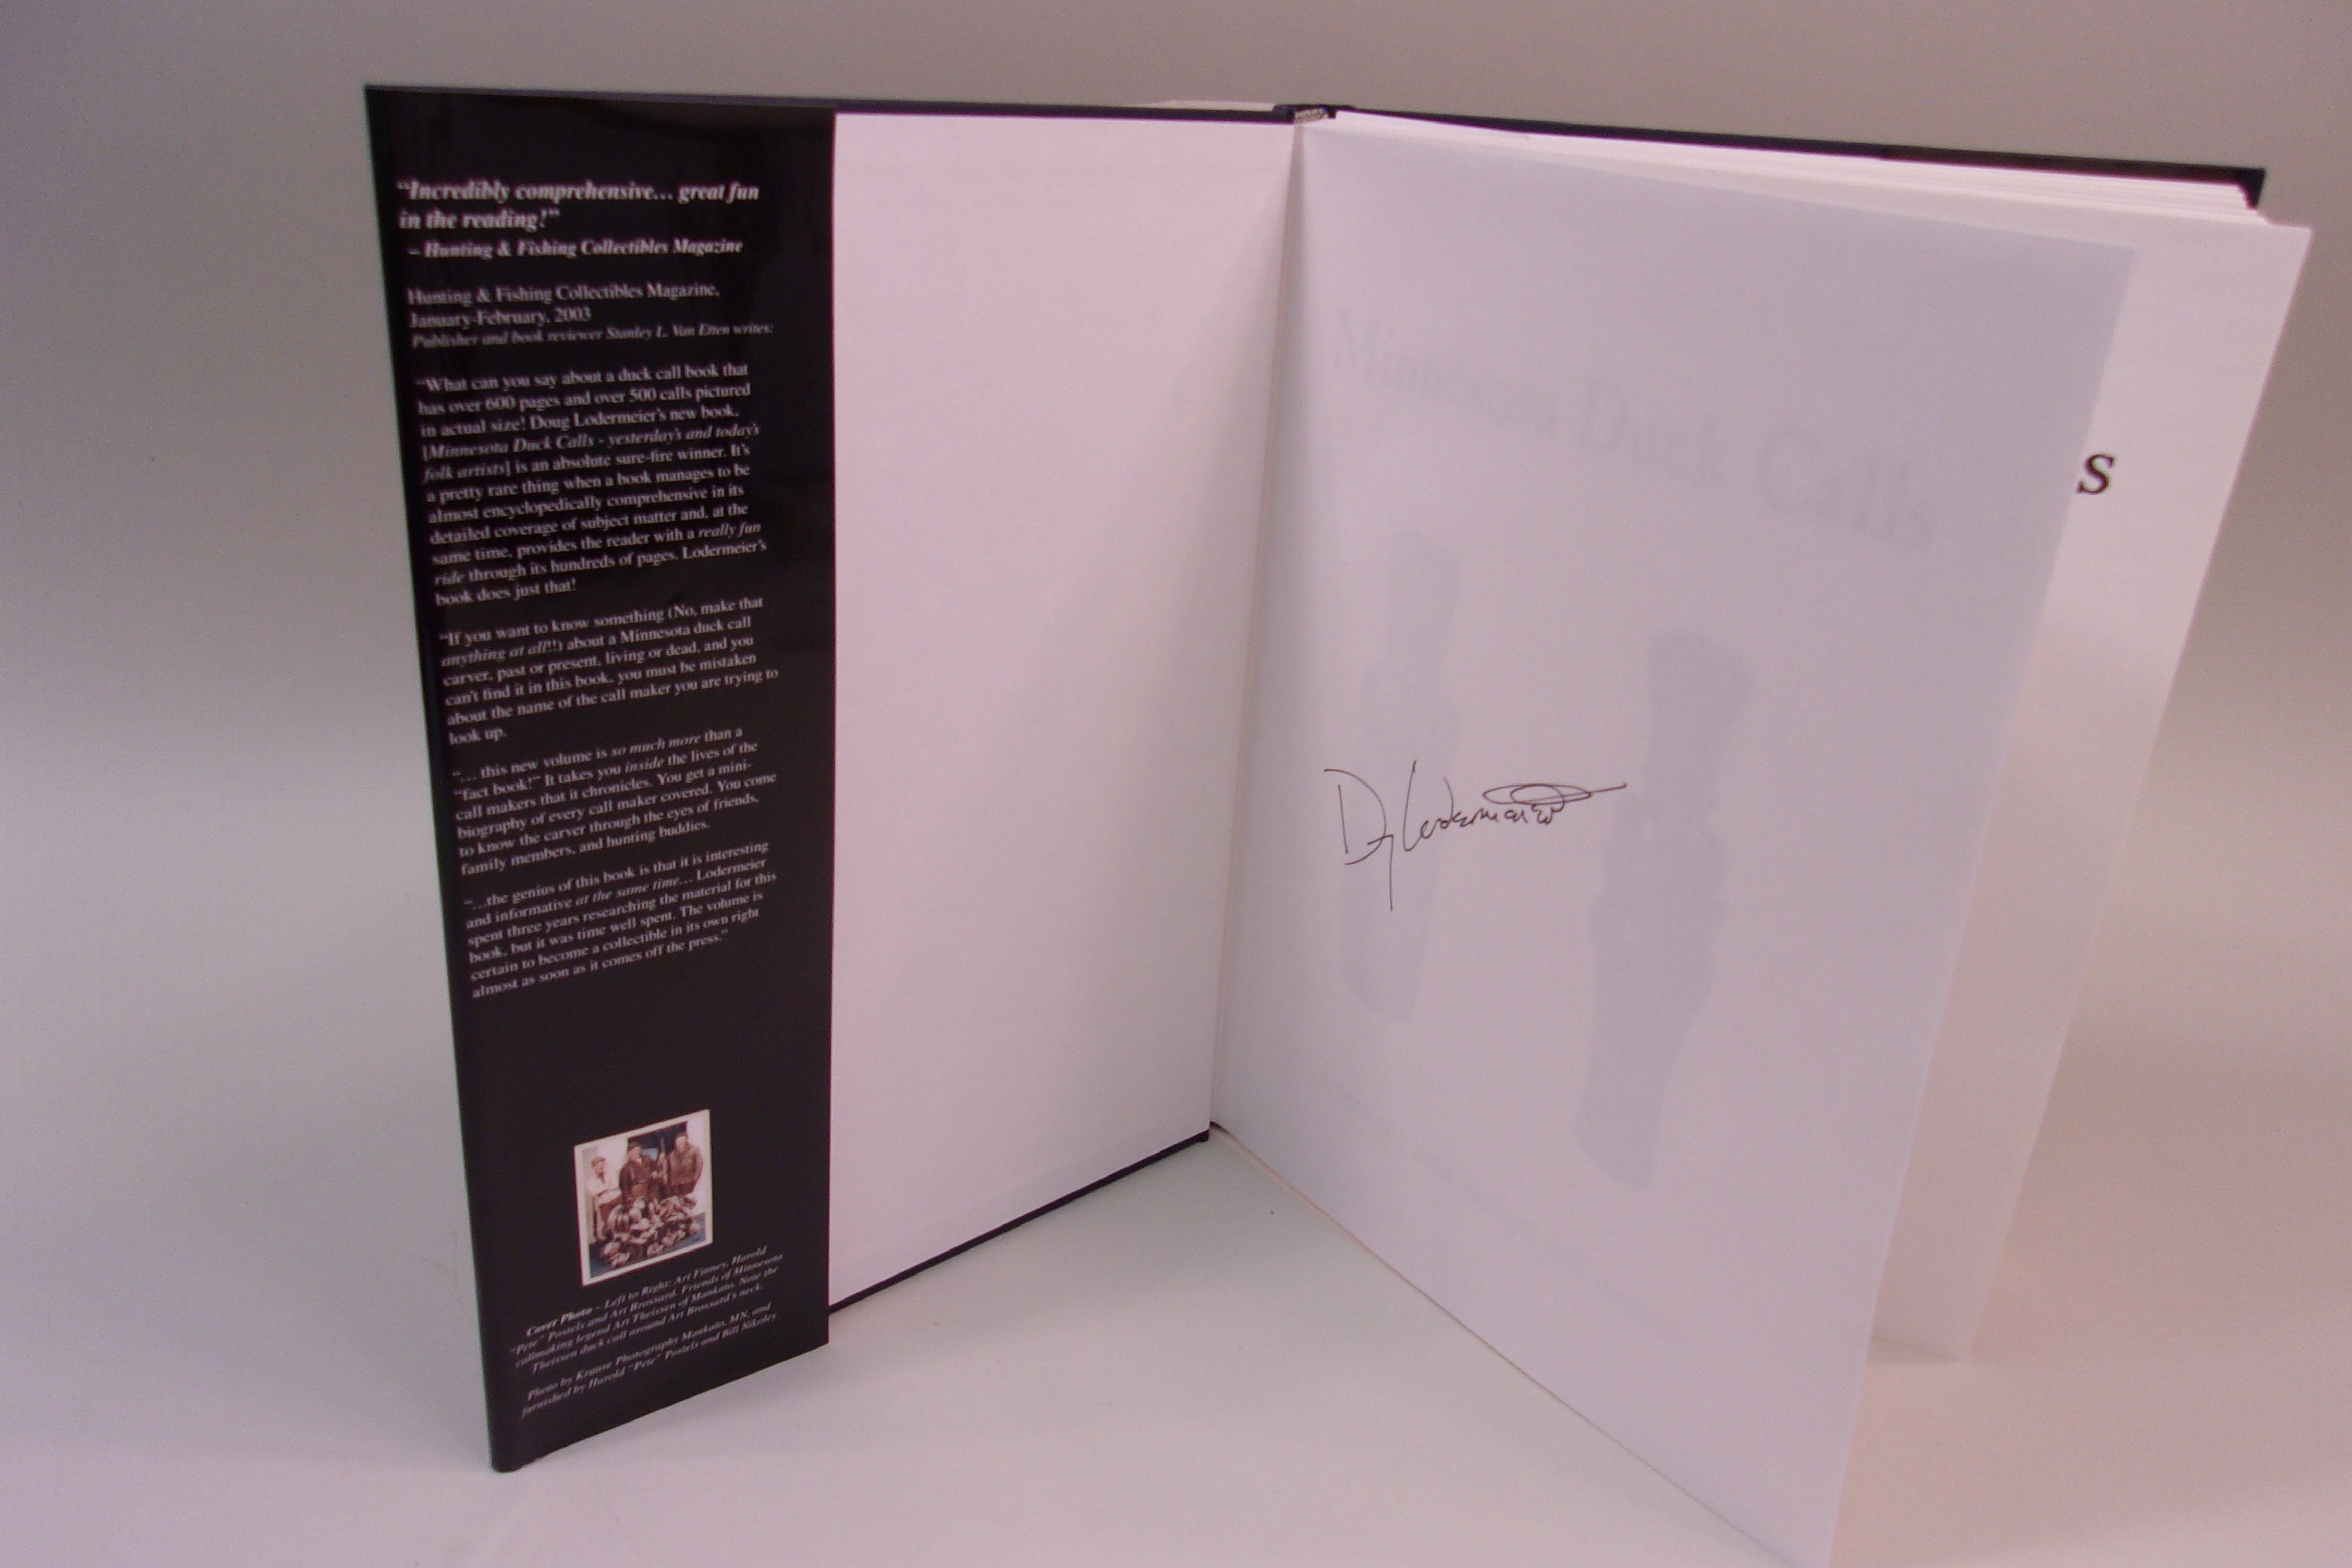 “Incredibly comprehensive... great fun
in the reading!”
– Hunting & Fishing Collectibles Magazine
Hunting & Fishing Collectibles Magazine,
January-February, 2003
Publisher and book reviewer Stanley L. Van Etten writes:
“What can you say about a duck call book that
has over 600 pages and over 500 calls pictured
in actual size! Doug Lodermeier’s new book,
[Minnesota Duck Calls - yesterday’s and today’s
folk artists] is an absolute sure-fire winner. It’s
a pretty rare thing when a book manages to be
almost encyclopedically comprehensive in its
detailed coverage of subject matter and, at the
same time, provides the reader with a really fun
ride through its hundreds of pages. Lodermeier’s
book does just that!
“If you want to know something (No, make that
anything at all!!) about a Minnesota duck call
carver, past or present, living or dead, and you
can’t find it in this book, you must be mistaken
about the name of the call maker you are trying to
look up.
“... this new volume is so much more than a
“fact book!” It takes you inside the lives of the
call makers that it chronicles. You get a mini-
biography of every call maker covered. You come
to know the carver through the eyes of friends,
family members, and hunting buddies.
“...the genius of this book is that it is interesting
and informative at the same time... Lodermeier
spent three years researching the material for this
book, but it was time well spent. The volume is
certain to become a collectible in its own right
almost as soon as it comes off the press.”
Cover Photo – Left to Right: Art Finney, Harold
“Pete” Postels and Art Brossard. Friends of Minnesota
callmaking legend Art Theissen of Mankato. Note the
Theissen duck call around Art Brossard’s neck.
Photo by Krause Photography Mankato, MN. and
furnished by Harold “Pete” Postels and Bill Nikoley
Minnesota Duck Calls
Doug Lodermeier
s